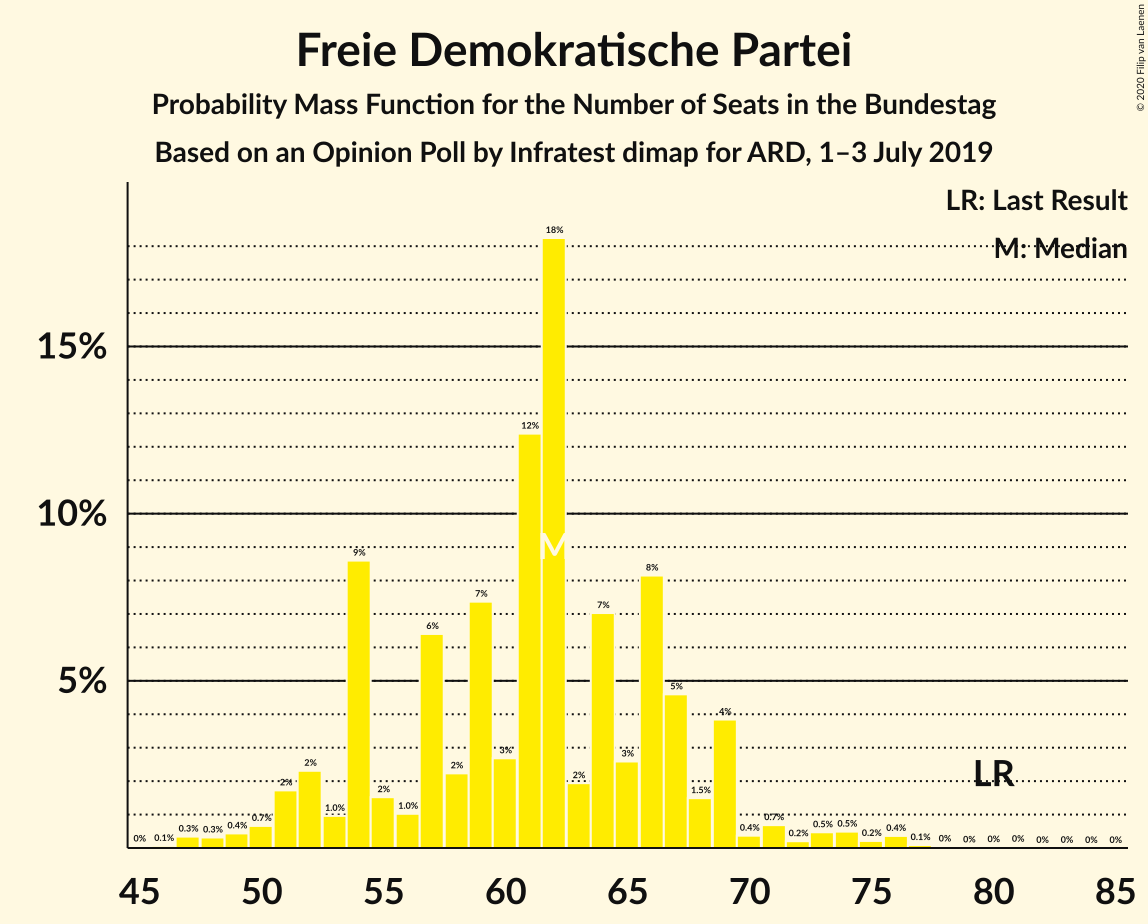 Freie Demokratische Partei
Probability Mass Function for the Number of Seats in the Bundestag
Based on an Opinion Poll by Infratest dimap for ARD, 1–3 July 2019
© 2020 Filip van Laenen
LR: Last Result
M: Median
15%
10%
5%
0% 0.1% 0.3% 0.3% 0.4% 0.7% 2% 2% 1.0% 9% 2% 1.0% 6% 2% 7% 3% 12% 18% 2% 7% 3% 8% 5% 1.5% 4% 0.4% 0.7% 0.2% 0.5% 0.5% 0.2% 0.4% 0.1% 0% 0% 0% 0% 0% 0% 0% 0%
M
LR
45 50 55 60 65 70 75 80 85